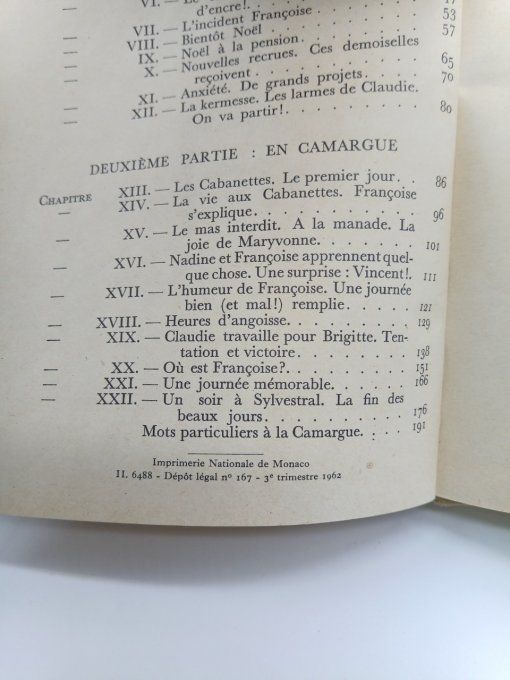 — VI. — Le
d'encre!. . . . . . . . . 47
— VII. — L'incident Françoise . . . . 53
— VIII. — Bientôt Noël . . . . . . 57
— IX. — Noël à la pension. . . . . .
— X. — Nouvelles recrues. Ces demoiselles
reçoivent . . . . . . . . 65
— XI. — Anxiété. De grands projets. . . . 70
— XII. — La kermesse. Les larmes de Claudie.
On va partir! . . . . . . . 80
DEUXIÈME PARTIE : EN CAMARGUE
CHAPITRE XIII. — Les Cabanettes. Le premier jour. . 86
— XIV. — La vie aux Cabanettes. Françoise
s'explique. . . . . . . . . 96
— XV. — Le mas interdit. A la manade. La
joie de Maryvonne. . . . . . . 101
— XVI. — Nadine et Françoise apprennent quel-
que chose. Une surprise : Vincent!. 111
— XVII. — L'humeur de Françoise. Une journée
bien (et mal!) remplie . . . . . 121
— XVIII. — Heures d'angoisse. . . . . . . 129
— XIX. — Claudie travaille pour Brigitte. Ten-
tation et victoire . . . . . . . 138
— XX. — Où est Françoise?. . . . . . . 151
— XXI. — Une journée mémorable. . . . . 166
— XXII. — Un soir à Sylvestral. La fin des
beaux jours. . . . . . . . . 176
Mots particuliers à la Camargue. . . . 191
Imprimerie Nationale de Monaco
II. 6488 - Dépôt légal n° 167 - 3e trimestre 1962